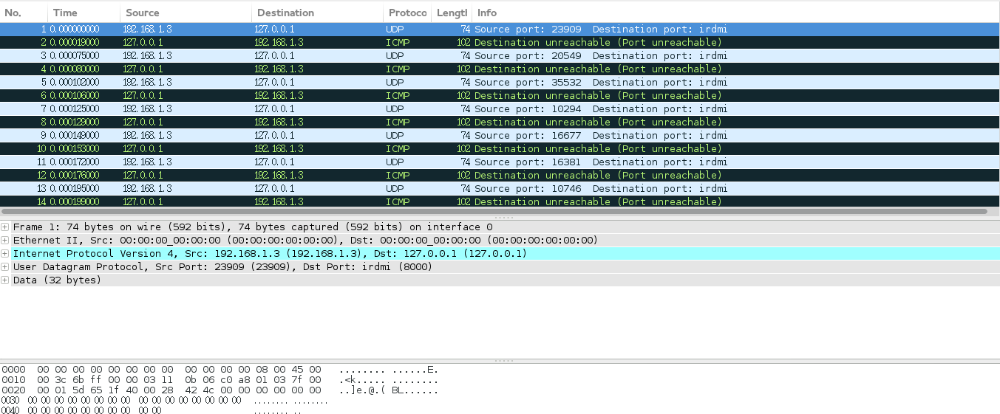 No. Time Source Destination Protoco Lengtl Info
1 0.000000000 192.168.1.3 127.0.0.1 UDP 74 Source port: 23909 Destination port: irdmi
2 0.000019000 127.0.0.1 192.168.1.3 ICMP 102 Destination unreachable (Port unreachable)
3 0.000075000 192.168.1.3 127.0.0.1 UDP 74 Source port: 20549 Destination port: irdmi
4 0.000080000 127.0.0.1 192.168.1.3 ICMP 102 Destination unreachable (Port unreachable)
5 0.000102000 192.168.1.3 127.0.0.1 UDP 74 Source port: 35532 Destination port: irdmi
6 0.000106000 127.0.0.1 192.168.1.3 ICMP 102 Destination unreachable (Port unreachable)
7 0.000125000 192.168.1.3 127.0.0.1 UDP 74 Source port: 10294 Destination port: irdmi
8 0.000129000 127.0.0.1 192.168.1.3 ICMP 102 Destination unreachable (Port unreachable)
9 0.000149000 192.168.1.3 127.0.0.1 UDP 74 Source port: 16677 Destination port: irdmi
10 0.000153000 127.0.0.1 192.168.1.3 ICMP 102 Destination unreachable (Port unreachable)
11 0.000172000 192.168.1.3 127.0.0.1 UDP 74 Source port: 16381 Destination port: irdmi
12 0.000176000 127.0.0.1 192.168.1.3 ICMP 102 Destination unreachable (Port unreachable)
13 0.000195000 192.168.1.3 127.0.0.1 UDP 74 Source port: 10746 Destination port: irdmi
14 0.000199000 127.0.0.1 192.168.1.3 ICMP 102 Destination unreachable (Port unreachable)
Frame 1: 74 bytes on wire (592 bits), 74 bytes captured (592 bits) on interface 0
Ethernet II, Src: 00:00:00_00:00:00 (00:00:00:00:00:00), Dst: 00:00:00_00:00:00 (00:00:00:00:00:00)
Internet Protocol Version 4, Src: 192.168.1.3 (192.168.1.3), Dst: 127.0.0.1 (127.0.0.1)
User Datagram Protocol, Src Port: 23909 (23909), Dst Port: irdmi (8000)
Data (32 bytes)
0000 00 00 00 00 00 00 00 00 00 00 00 00 08 00 45 00 ........ ......E.
0010 00 3c 6b ff 00 00 03 11 0b 06 c0 a8 01 03 7f 00 .<k..... ........
0020 00 01 5d 65 1f 40 00 28 42 4c 00 00 00 00 00 00 ..]e.@.( BL......
0030 00 00 00 00 00 00 00 00 00 00 00 00 00 00 00 00 ........ ........
0040 00 00 00 00 00 00 00 00 00 00 ........ ..